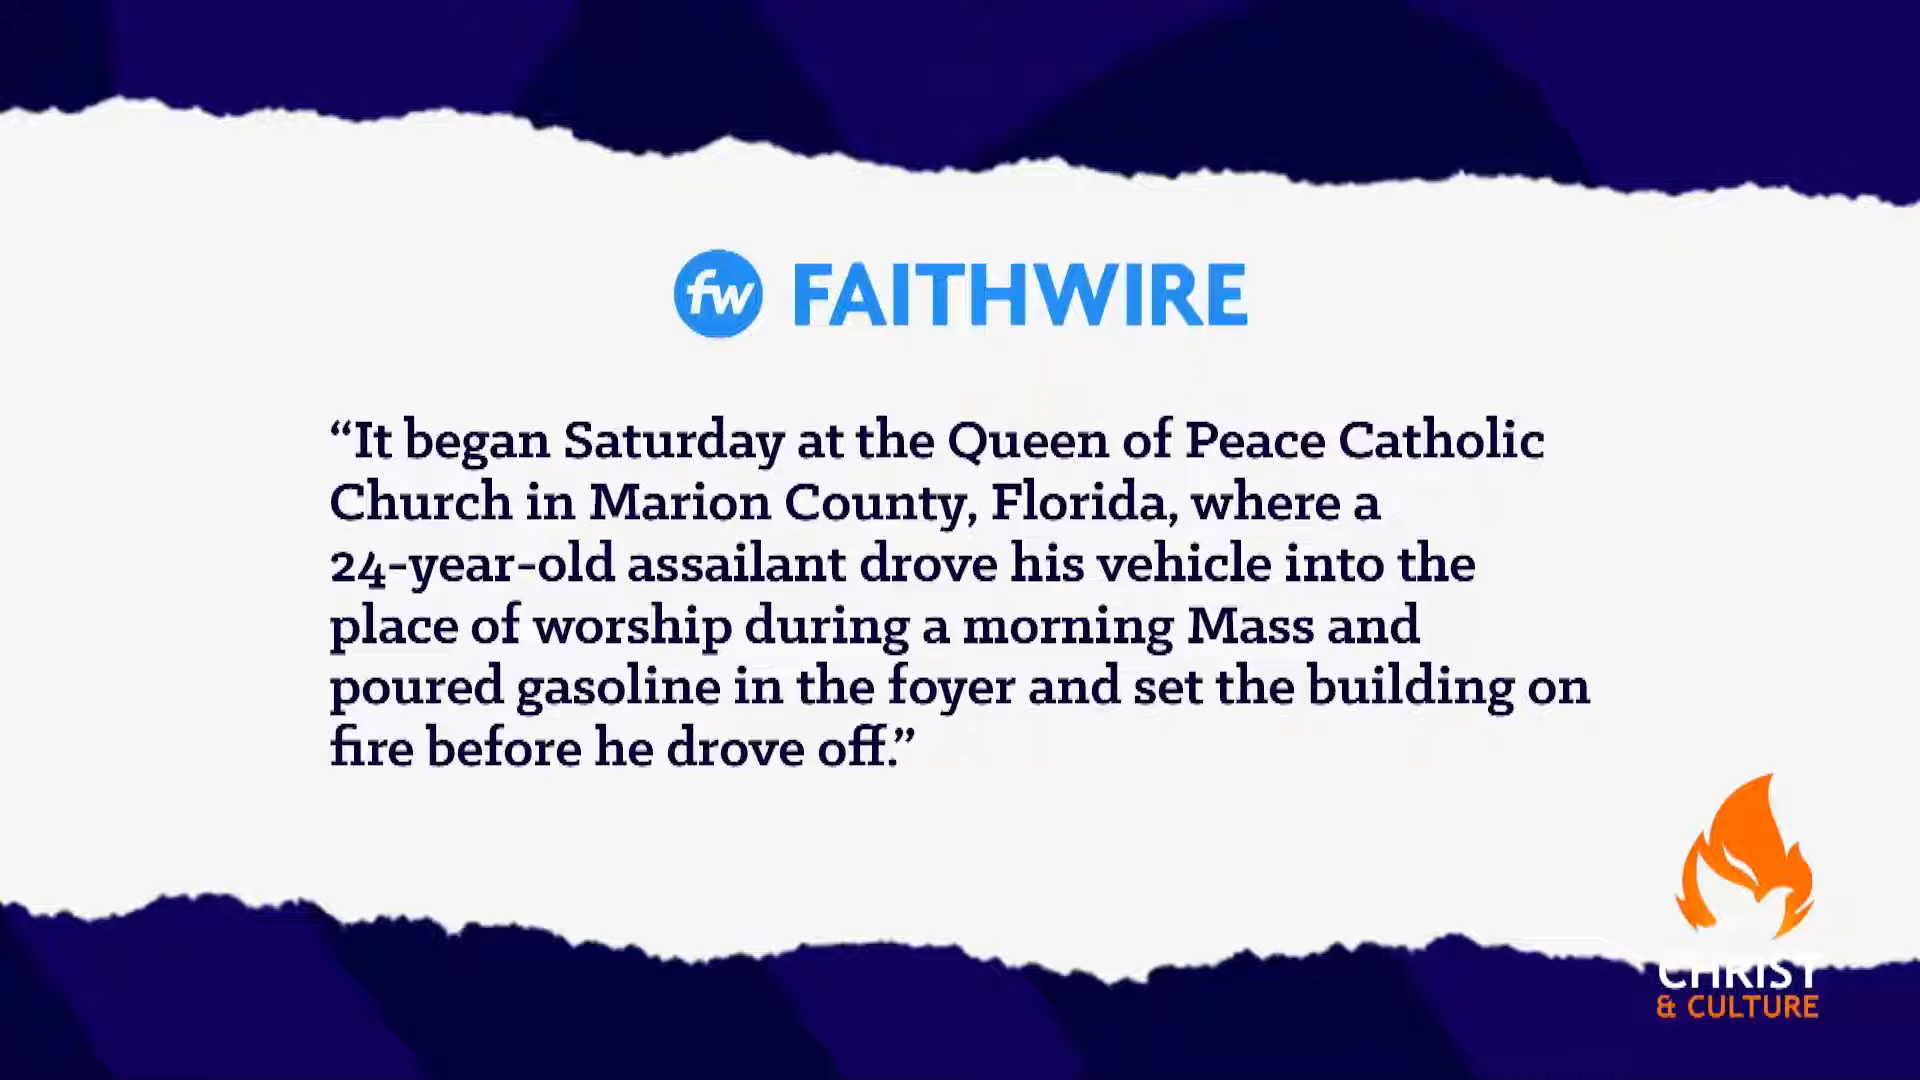 fw FAITHWIRE
“It began Saturday at the Queen of Peace Catholic
Church in Marion County, Florida, where a
24-year-old assailant drove his vehicle into the
place of worship during a morning Mass and
poured gasoline in the foyer and set the building on
fire before he drove off.”
CHRIST
& CULTURE